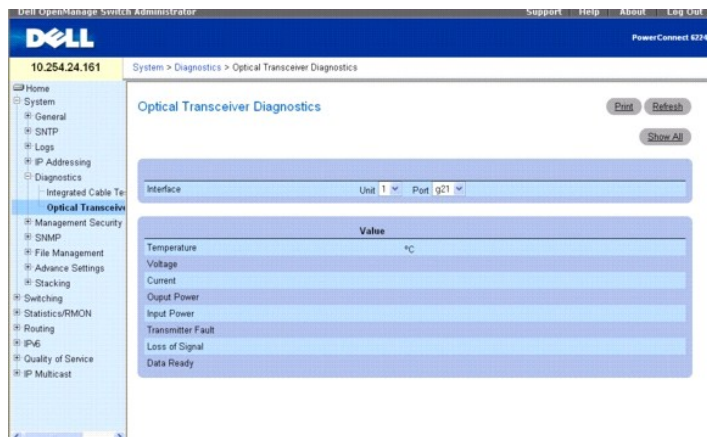 Dell OpenManage Switch Administrator
Support Help About Log Out
DELL
PowerConnect 6224
10.254.24.161
System > Diagnostics > Optical Transceiver Diagnostics
Home
System
General
SNTP
Logs
IP Addressing
Diagnostics
Integrated Cable Te
Optical Transceive
Management Security
SNMP
File Management
Advance Settings
Stacking
Switching
Statistics/RMON
Routing
IPv6
Quality of Service
IP Multicast
Optical Transceiver Diagnostics
Print Refresh
Show All
Interface Unit 1 Port g21
Value
Temperature ºC
Voltage
Current
Ouput Power
Input Power
Transmitter Fault
Loss of Signal
Data Ready